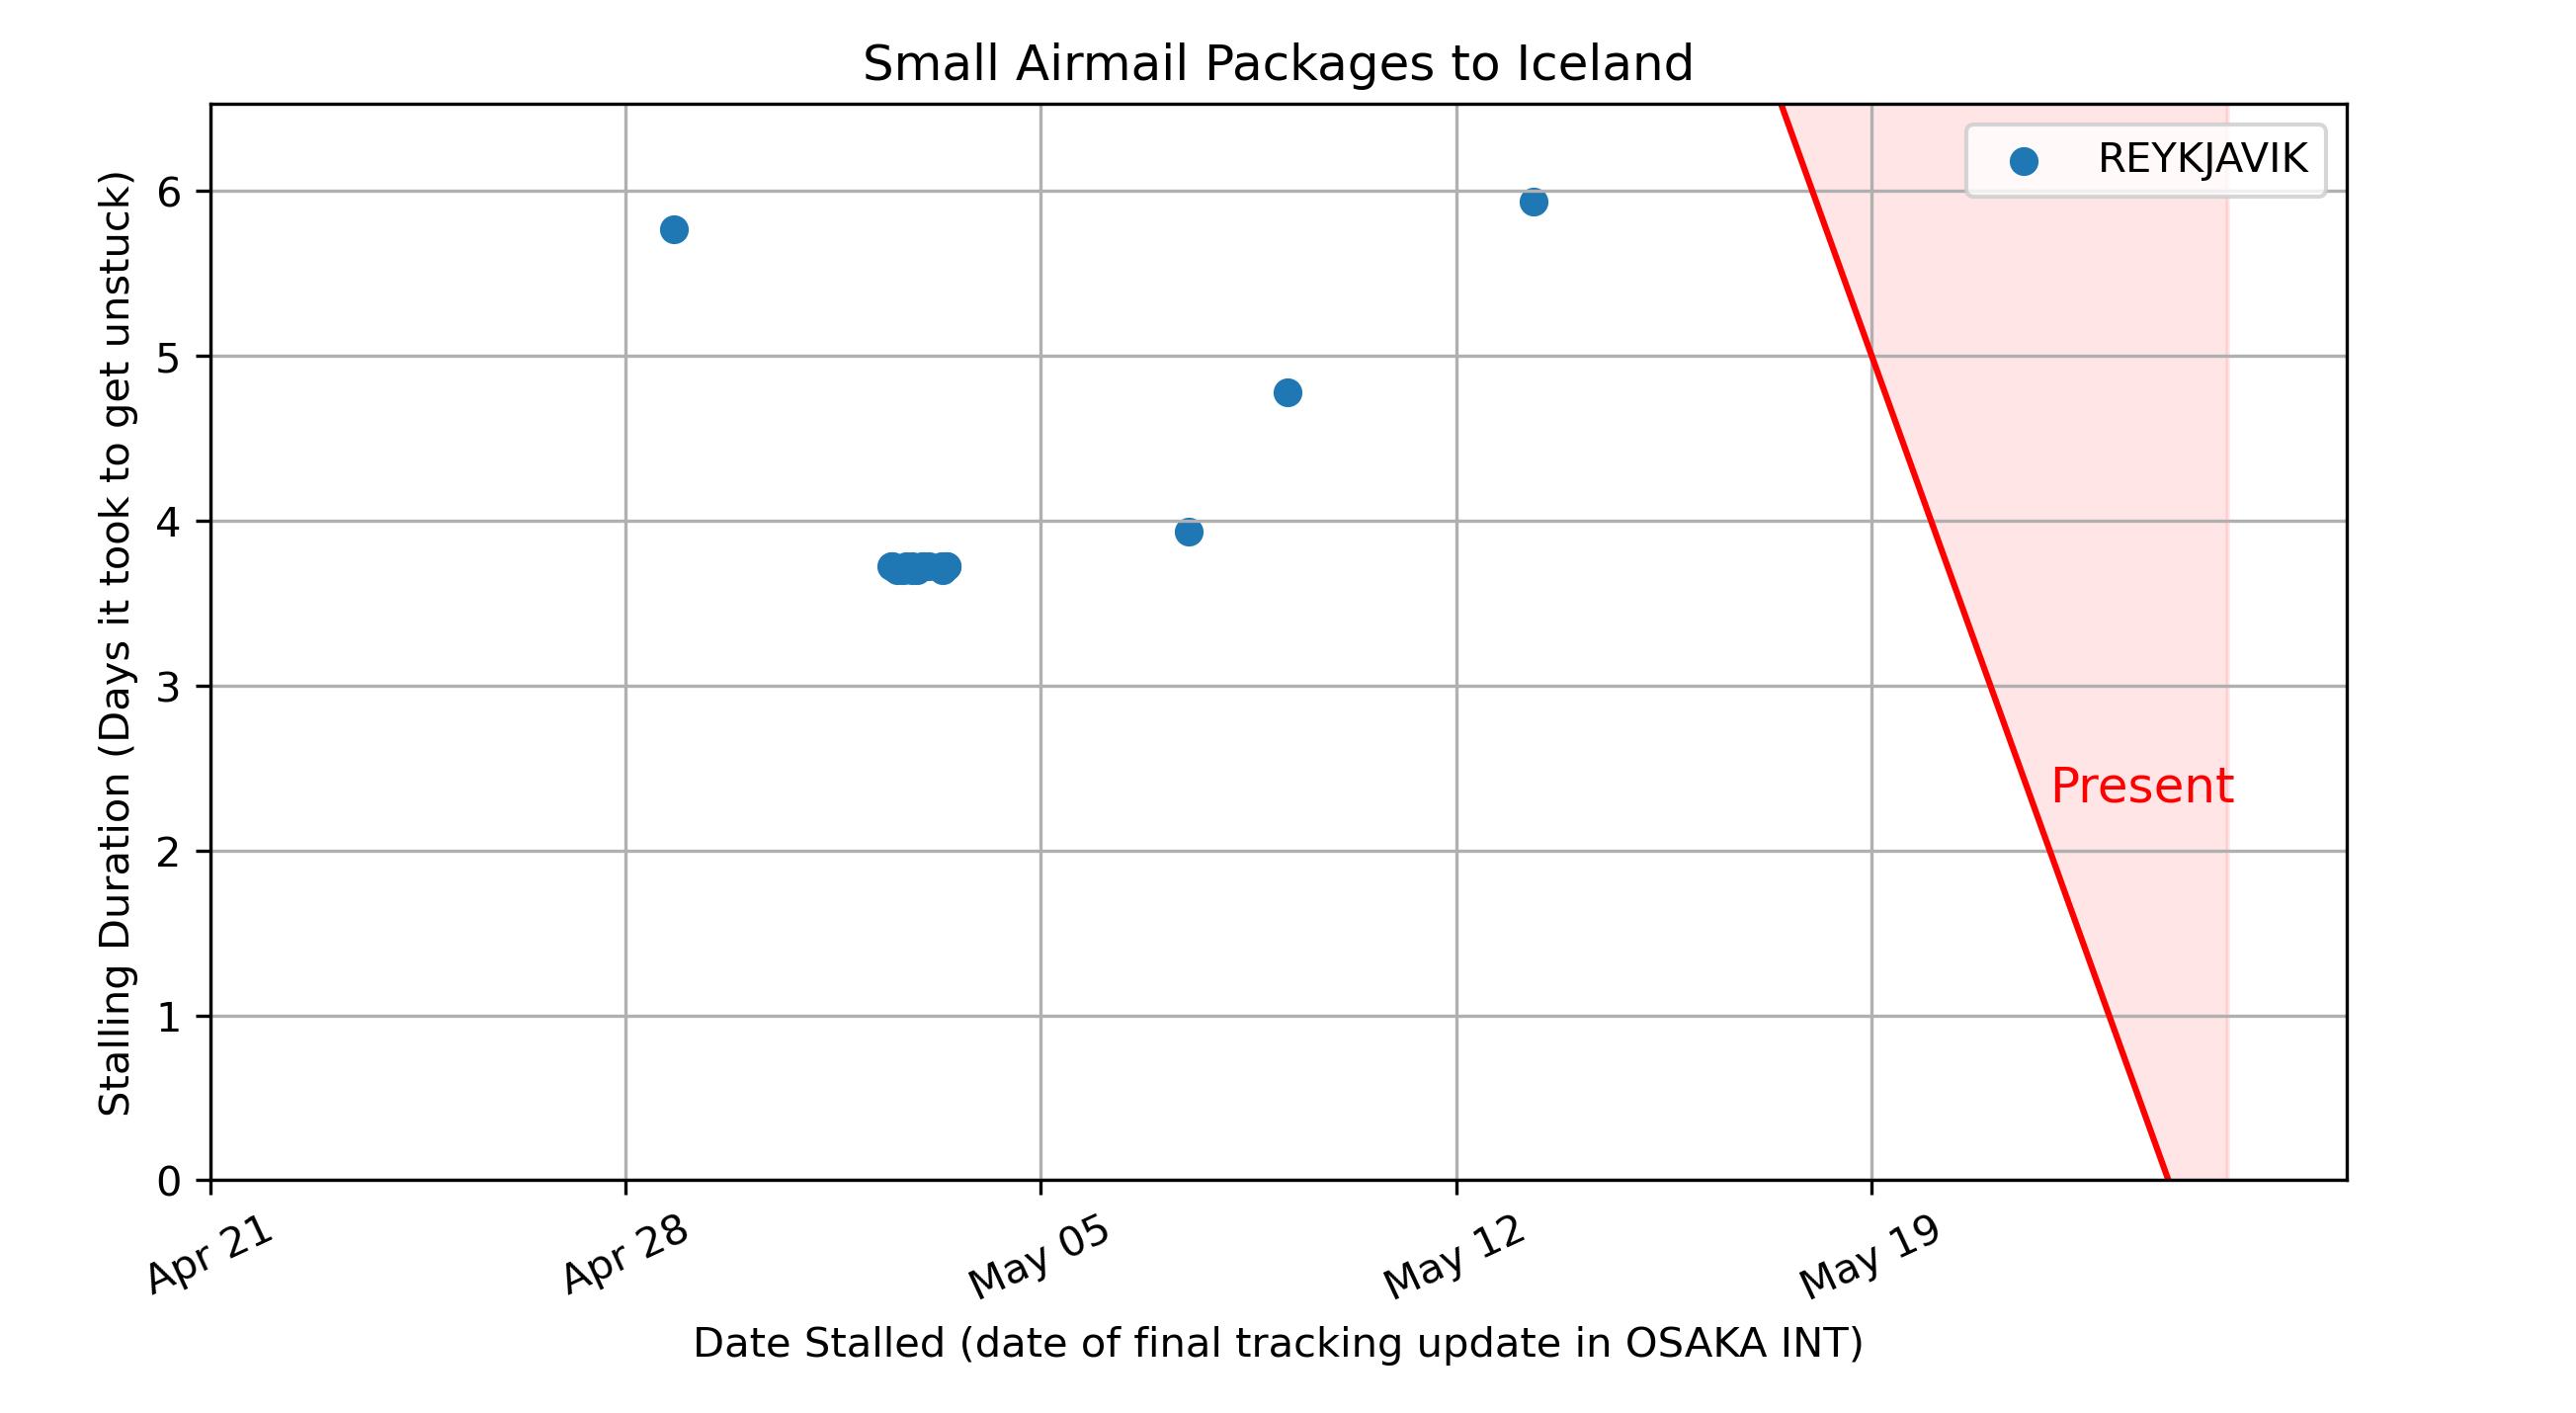 Small Airmail Packages to Iceland
REYKJAVIK
Stalling Duration (Days it took to get unstuck)
6
5
4
3
2
1
0
Present
Apr 21
Apr 28
May 05
May 12
May 19
Date Stalled (date of final tracking update in OSAKA INT)